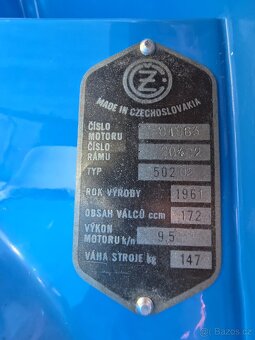 ČZ
MADE IN CZECHOSLOVAKIA
ČÍSLO
MOTORU
ČÍSLO
RÁMU
TYP 502
ROK VÝROBY 1961
OBSAH VÁLCŮ ccm 172
VÝKON
MOTORU k/n 9,5
VÁHA STROJE kg 147
Bazoš.cz